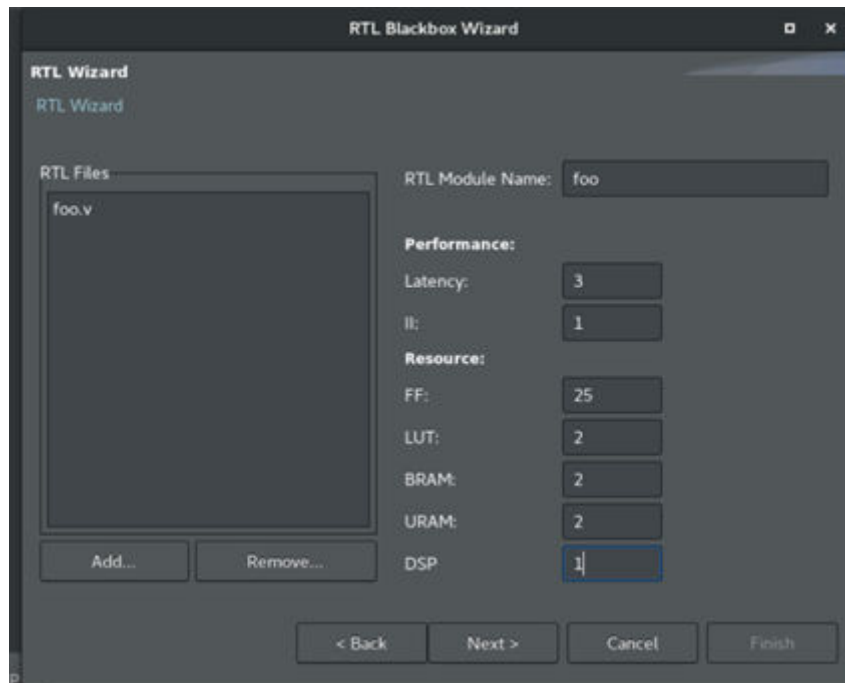 RTL Blackbox Wizard
RTL Wizard
RTL Wizard
RTL Files
foo.v
Add...
Remove...
RTL Module Name: foo
Performance:
Latency: 3
II: 1
Resource:
FF: 25
LUT: 2
BRAM: 2
URAM: 2
DSP 1
< Back
Next >
Cancel
Finish